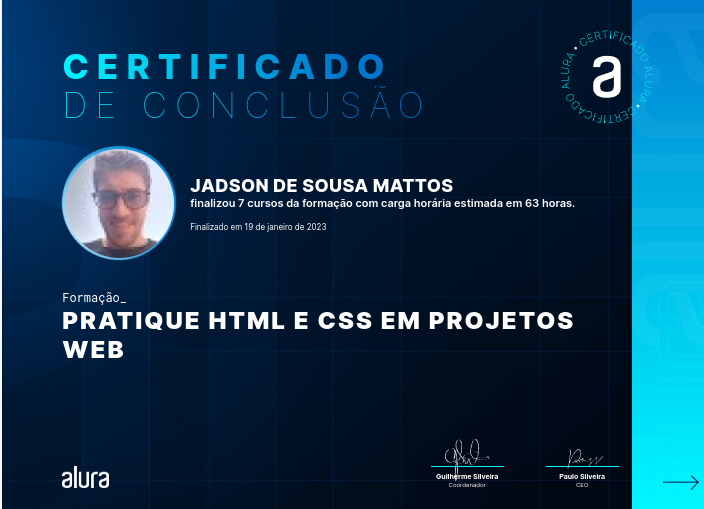 CERTIFICADO
DE CONCLUSÃO
• CERTIFICADO ALURA • CERTIFICADO ALURA
a
JADSON DE SOUSA MATTOS
finalizou 7 cursos da formação com carga horária estimada em 63 horas.
Finalizado em 19 de janeiro de 2023
Formação_
PRATIQUE HTML E CSS EM PROJETOS
WEB
alura
Guilherme Silveira
Coordenador
Paulo Silveira
CEO